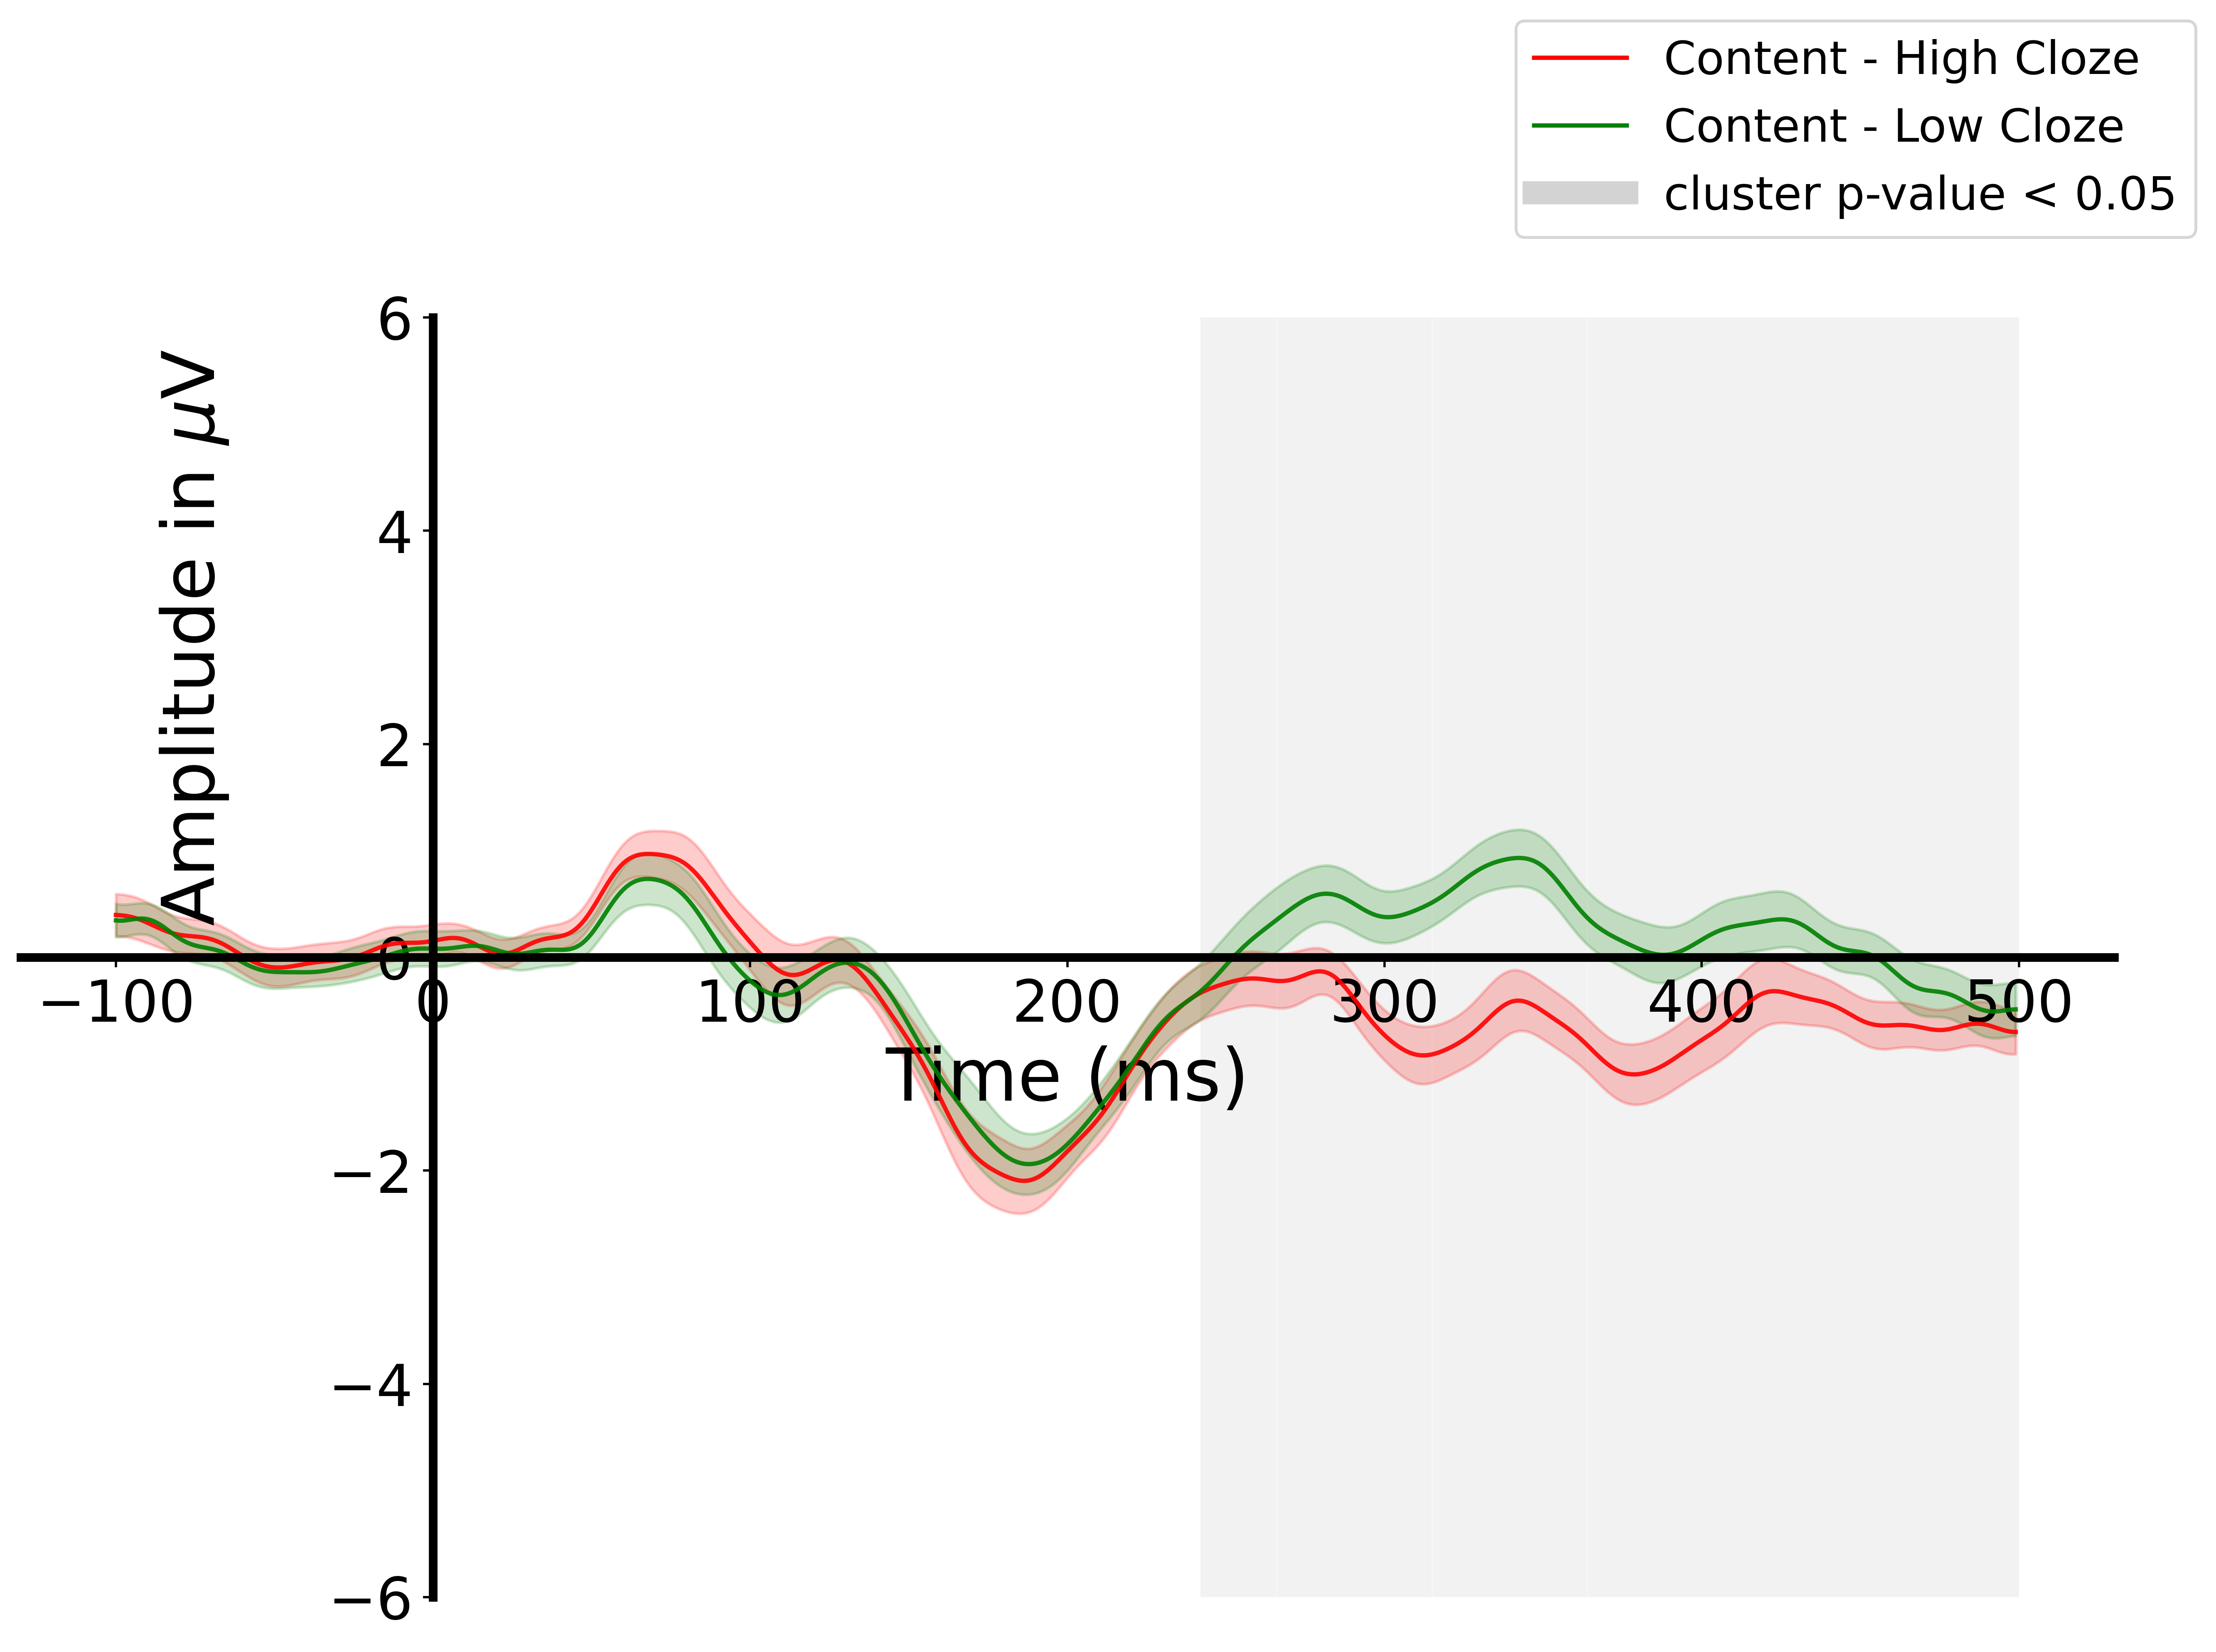 Content - High Cloze
Content - Low Cloze
cluster p-value < 0.05
Amplitude in μV
6
4
2
0
−2
−4
−6
−100 0 100 200 300 400 500
Time (ms)